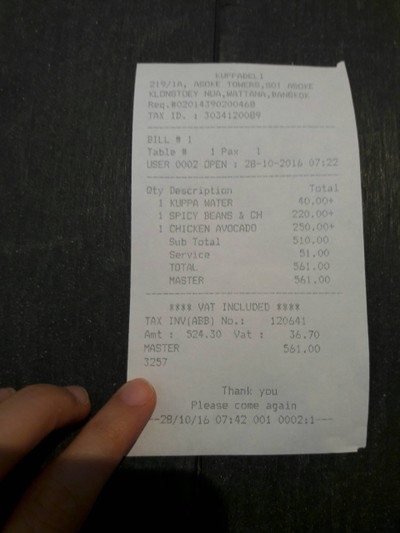 KUPPADELI
219/1A, ASOKE TOWERS,SOI ASOKE
KLONGTOEY NUA,WATTANA,BANGKOK
Reg.#02014390200468
TAX ID. : 3034120089
BILL # 1
Table # 1 Pax 1
USER 0002 OPEN : 28-10-2016 07:22
Qty Description Total
1 KUPPA WATER 40.00+
1 SPICY BEANS & CH 220.00+
1 CHICKEN AVOCADO 250.00+
Sub Total 510.00
Service 51.00
TOTAL 561.00
MASTER 561.00
**** VAT INCLUDED ****
TAX INV(ABB) No.: 120641
Amt : 524.30 Vat : 36.70
MASTER 561.00
3257
Thank you
Please come again
---28/10/16 07:42 001 0002:1---